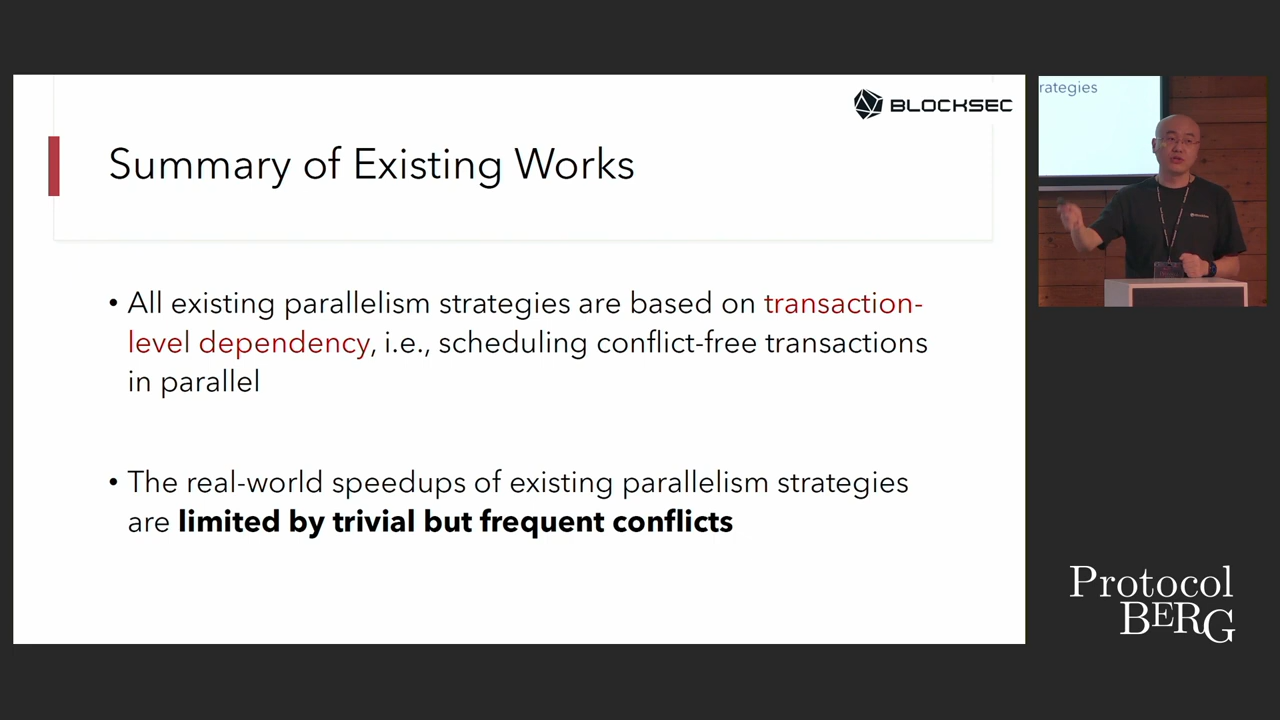 BLOCKSEC
Summary of Existing Works
• All existing parallelism strategies are based on transaction-
level dependency, i.e., scheduling conflict-free transactions
in parallel
• The real-world speedups of existing parallelism strategies
are limited by trivial but frequent conflicts
rategies
Protocol
BERG